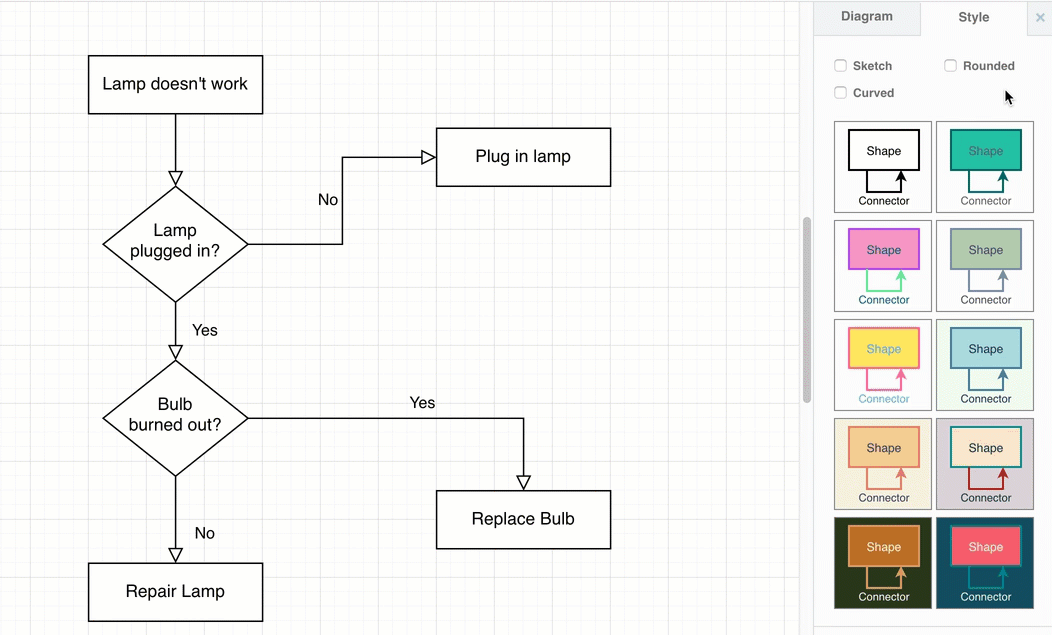 Lamp doesn't work
Plug in lamp
No
Lamp
plugged in?
Yes
Bulb
burned out?
Yes
Replace Bulb
No
Repair Lamp
Diagram
Style
Sketch
Rounded
Curved
Shape
Connector
Shape
Connector
Shape
Connector
Shape
Connector
Shape
Connector
Shape
Connector
Shape
Connector
Shape
Connector
Shape
Connector
Shape
Connector